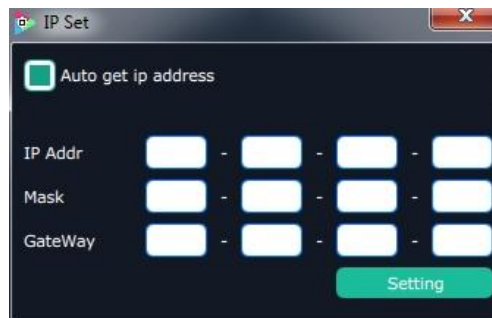 IP Set
Auto get ip address
IP Addr - - -
Mask - - -
GateWay - - -
Setting